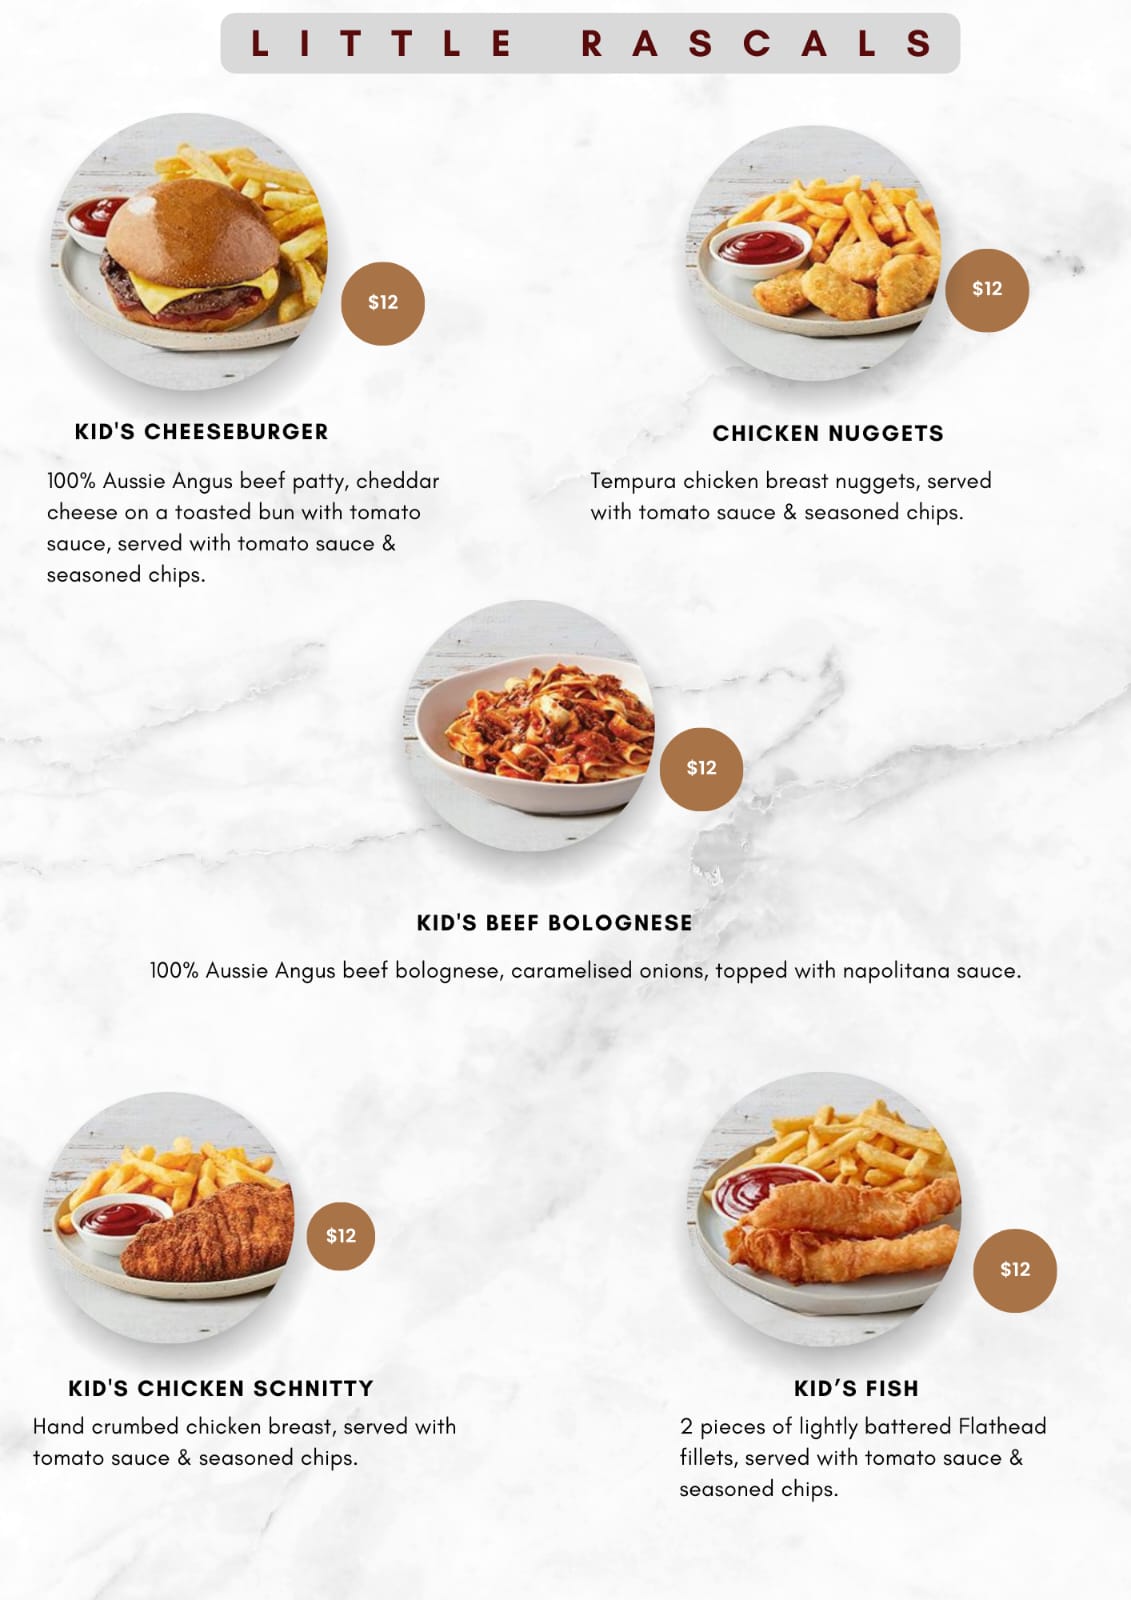 LITTLE RASCALS
$12
KID'S CHEESEBURGER
100% Aussie Angus beef patty, cheddar
cheese on a toasted bun with tomato
sauce, served with tomato sauce &
seasoned chips.
$12
CHICKEN NUGGETS
Tempura chicken breast nuggets, served
with tomato sauce & seasoned chips.
$12
KID'S BEEF BOLOGNESE
100% Aussie Angus beef bolognese, caramelised onions, topped with napolitana sauce.
$12
KID'S CHICKEN SCHNITTY
Hand crumbed chicken breast, served with
tomato sauce & seasoned chips.
$12
KID’S FISH
2 pieces of lightly battered Flathead
fillets, served with tomato sauce &
seasoned chips.